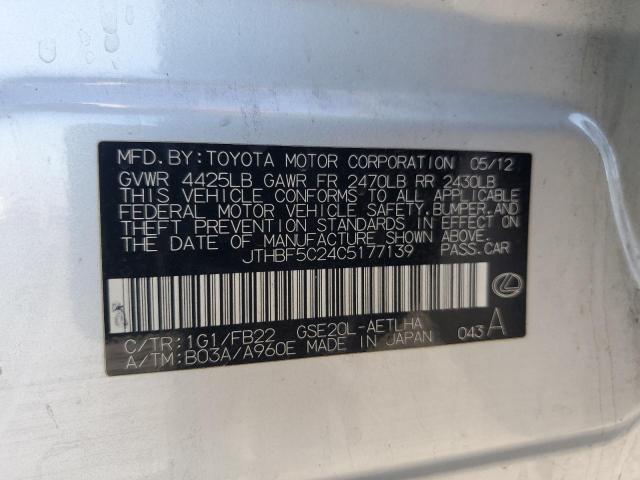 MFD. BY: TOYOTA MOTOR CORPORATION 05/12
GVWR 4425LB GAWR FR 2470LB RR 2430LB
THIS VEHICLE CONFORMS TO ALL APPLICABLE
FEDERAL MOTOR VEHICLE SAFETY, BUMPER, AND
THEFT PREVENTION STANDARDS IN EFFECT ON
THE DATE OF MANUFACTURE SHOWN ABOVE.
JTHBF5C24C5177139 PASS. CAR
C/TR: 1G1/FB22 GSE20L-AETLHA
A/TM: B03A/A960E MADE IN JAPAN 043 A